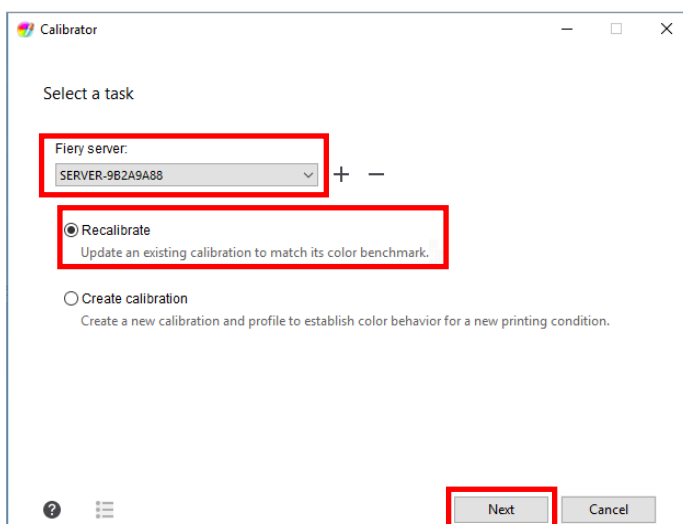 Calibrator
Select a task
Fiery server:
SERVER-9B2A9A88
Recalibrate
Update an existing calibration to match its color benchmark.
Create calibration
Create a new calibration and profile to establish color behavior for a new printing condition.
Next Cancel